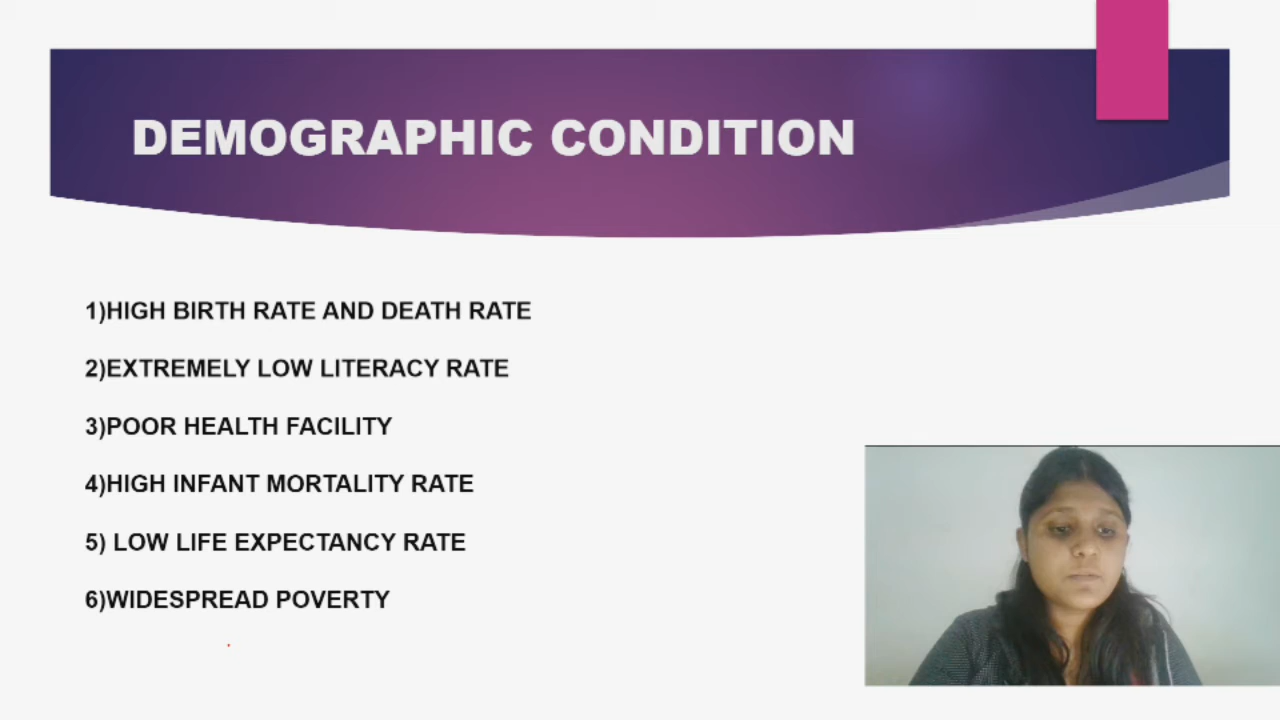 DEMOGRAPHIC CONDITION
1)HIGH BIRTH RATE AND DEATH RATE
2)EXTREMELY LOW LITERACY RATE
3)POOR HEALTH FACILITY
4)HIGH INFANT MORTALITY RATE
5) LOW LIFE EXPECTANCY RATE
6)WIDESPREAD POVERTY